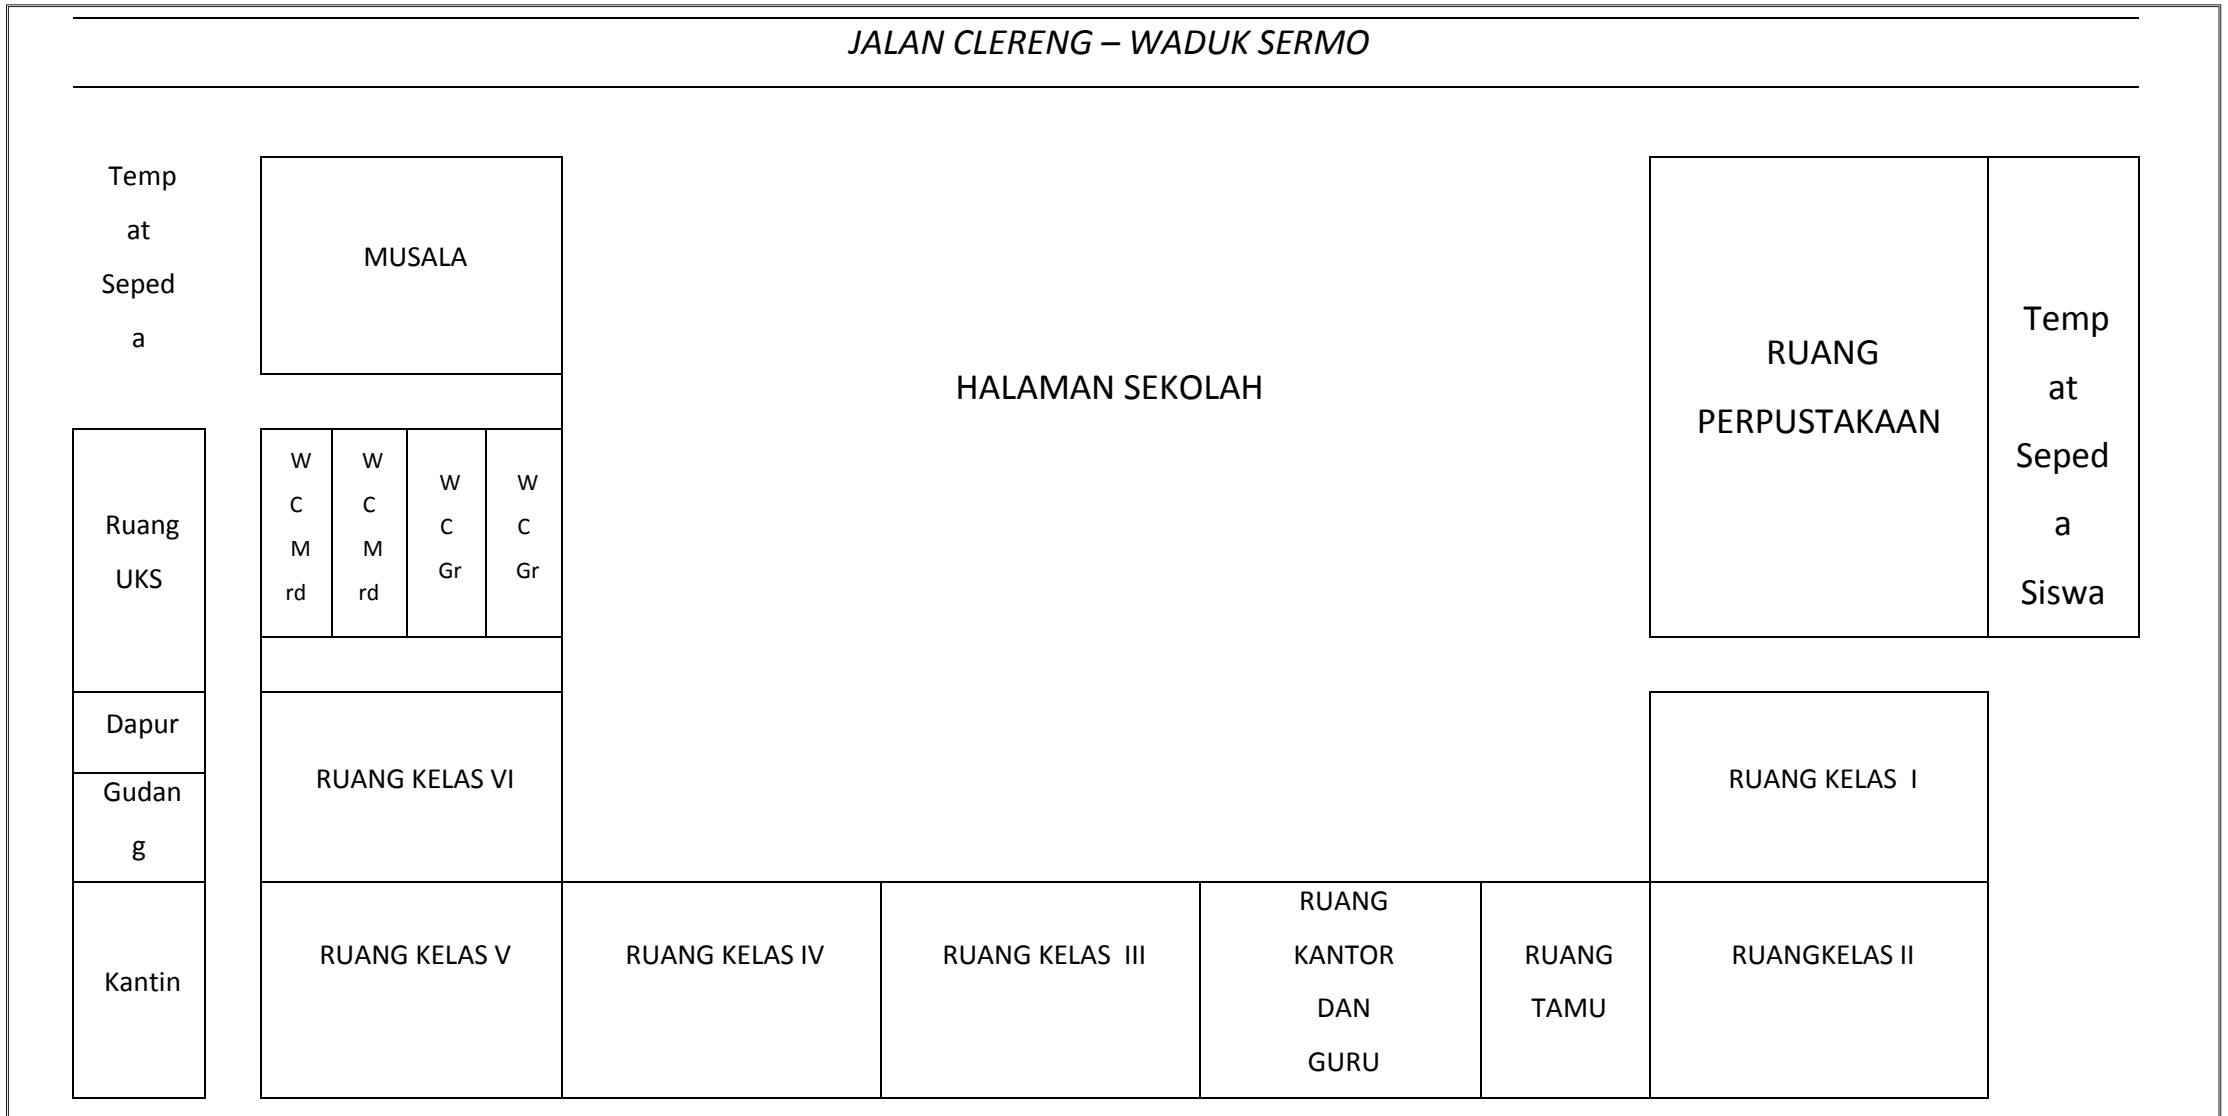 JALAN CLERENG – WADUK SERMO
Temp
at
Seped
a
MUSALA
HALAMAN SEKOLAH
RUANG
PERPUSTAKAAN
Temp
at
Seped
a
Siswa
Ruang
UKS
W
C
M
rd
W
C
M
rd
W
C
Gr
W
C
Gr
Dapur
Gudan
g
RUANG KELAS VI
RUANG KELAS  I
Kantin
RUANG KELAS V
RUANG KELAS IV
RUANG KELAS  III
RUANG
KANTOR
DAN
GURU
RUANG
TAMU
RUANGKELAS II